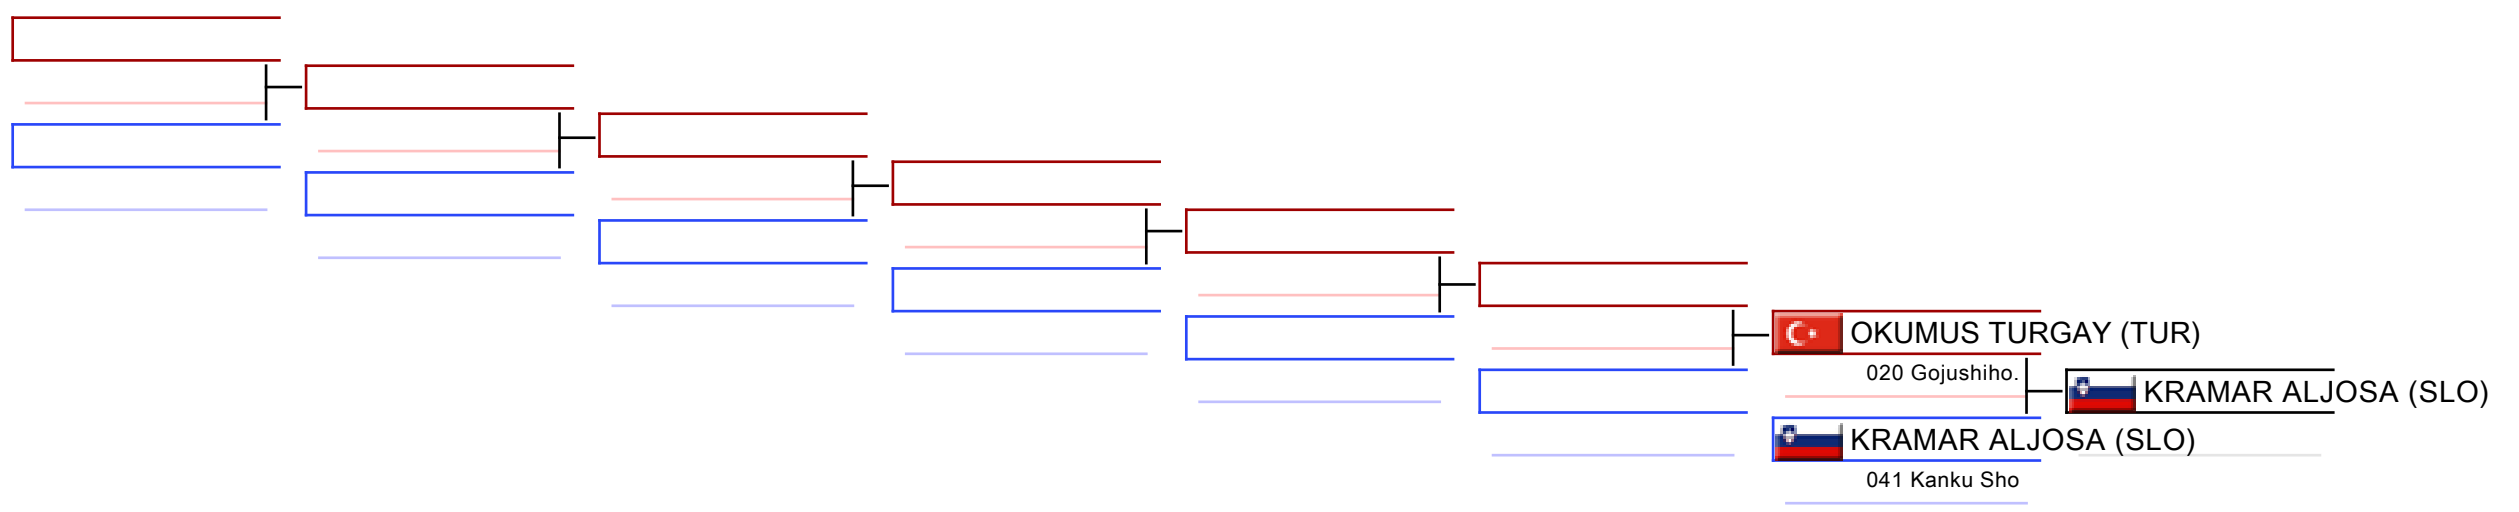 OKUMUS TURGAY (TUR)
020 Gojushiho.
KRAMAR ALJOSA (SLO)
KRAMAR ALJOSA (SLO)
041 Kanku Sho